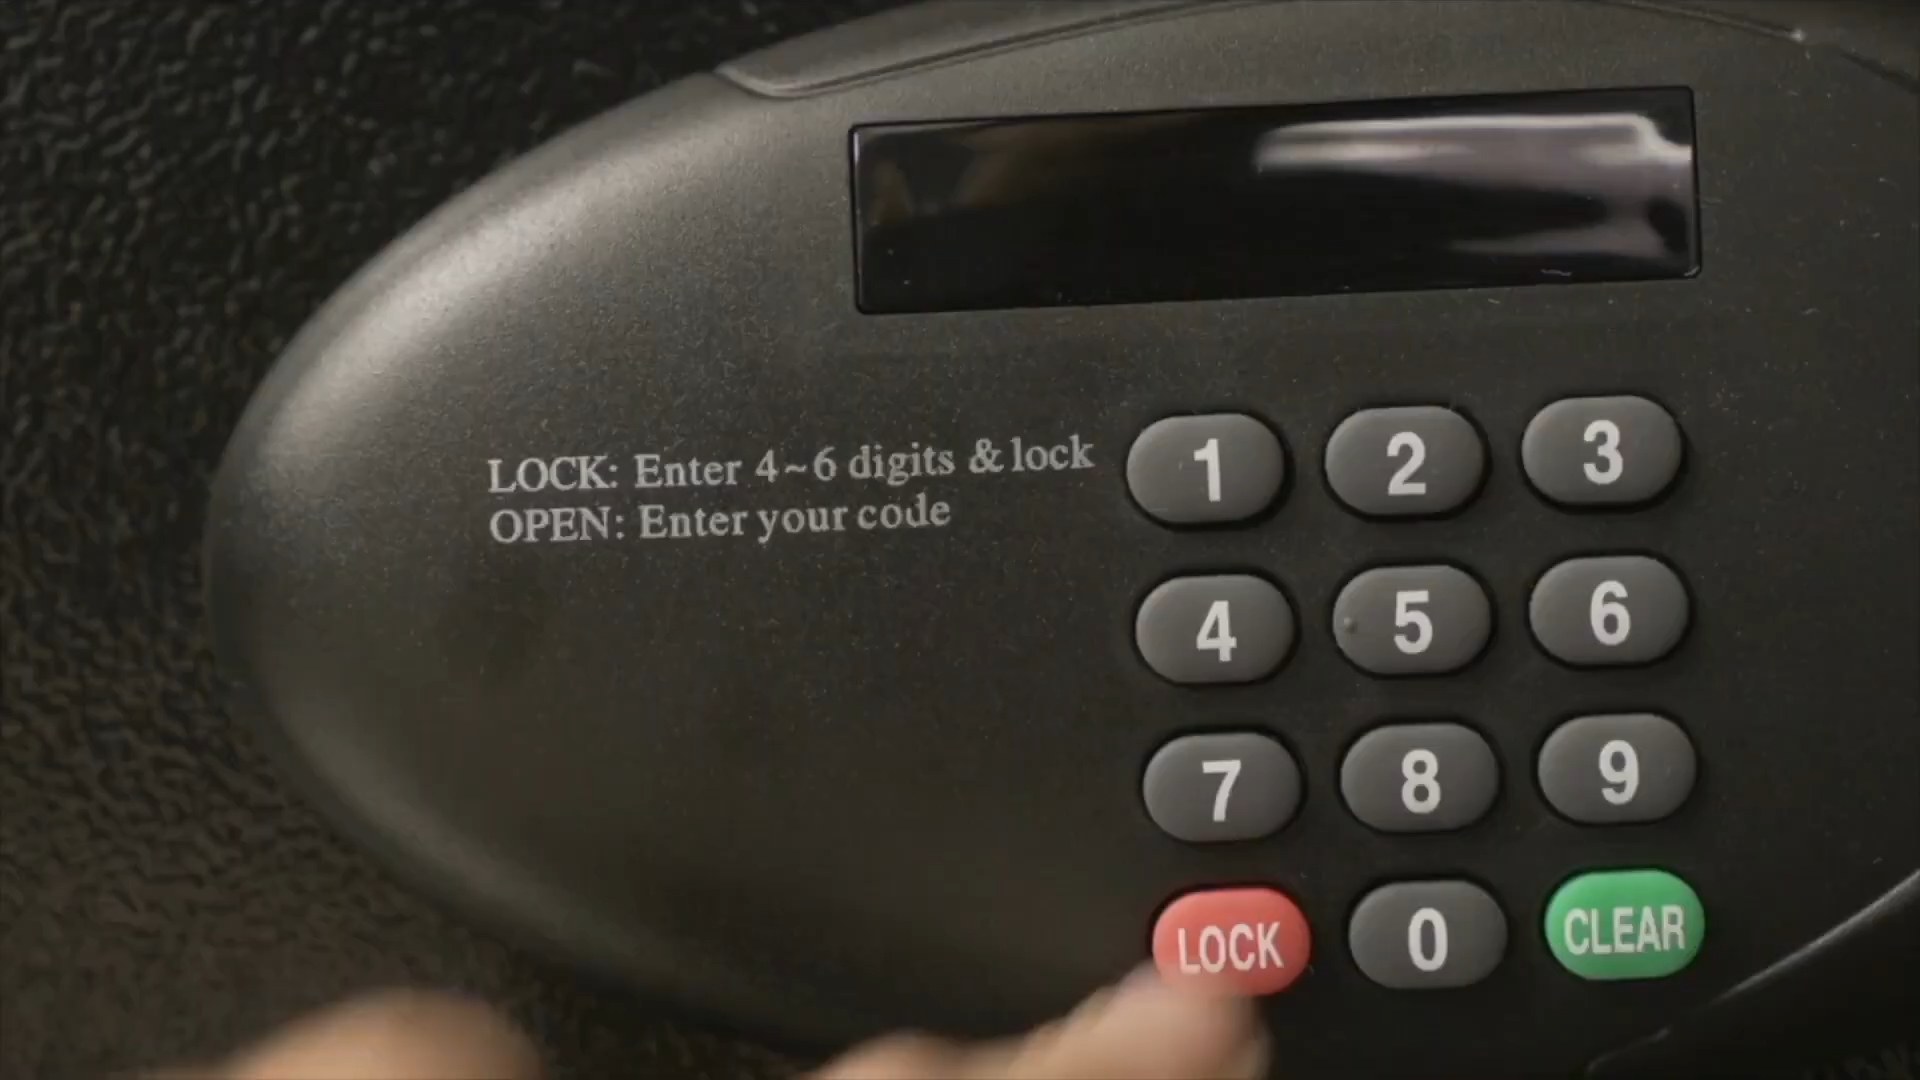 LOCK: Enter 4~6 digits & lock
OPEN: Enter your code
1 2 3
4 5 6
7 8 9
LOCK 0 CLEAR